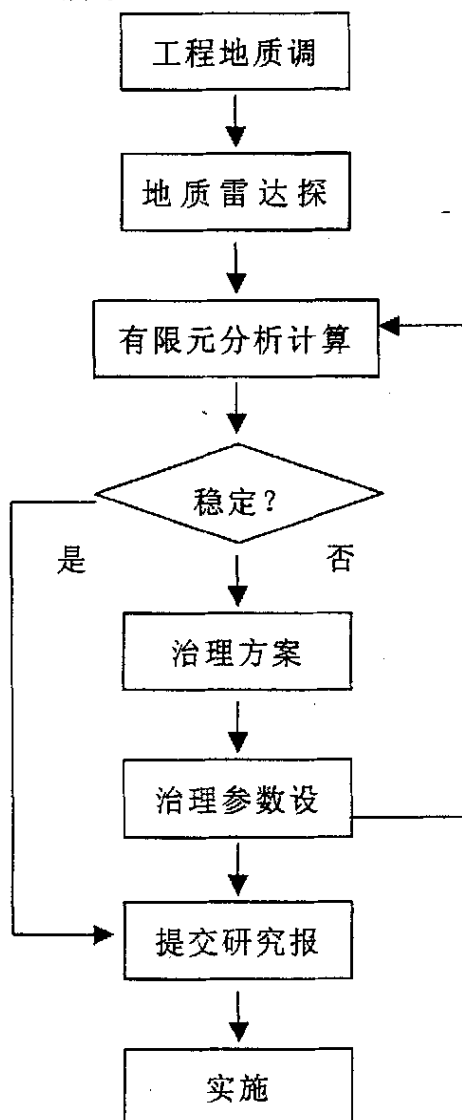 工程地质调
地质雷达探
有限元分析计算
稳定?
是
否
治理方案
治理参数设
提交研究报
实施